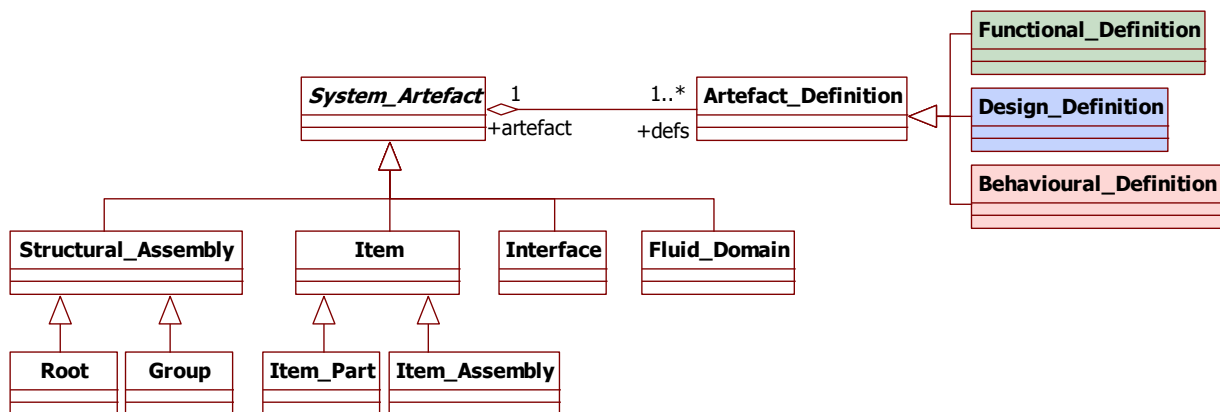 Functional_Definition
System_Artefact
1
1..*
Artefact_Definition
+artefact
+defs
Design_Definition
Behavioural_Definition
Structural_Assembly
Item
Interface
Fluid_Domain
Root
Group
Item_Part
Item_Assembly